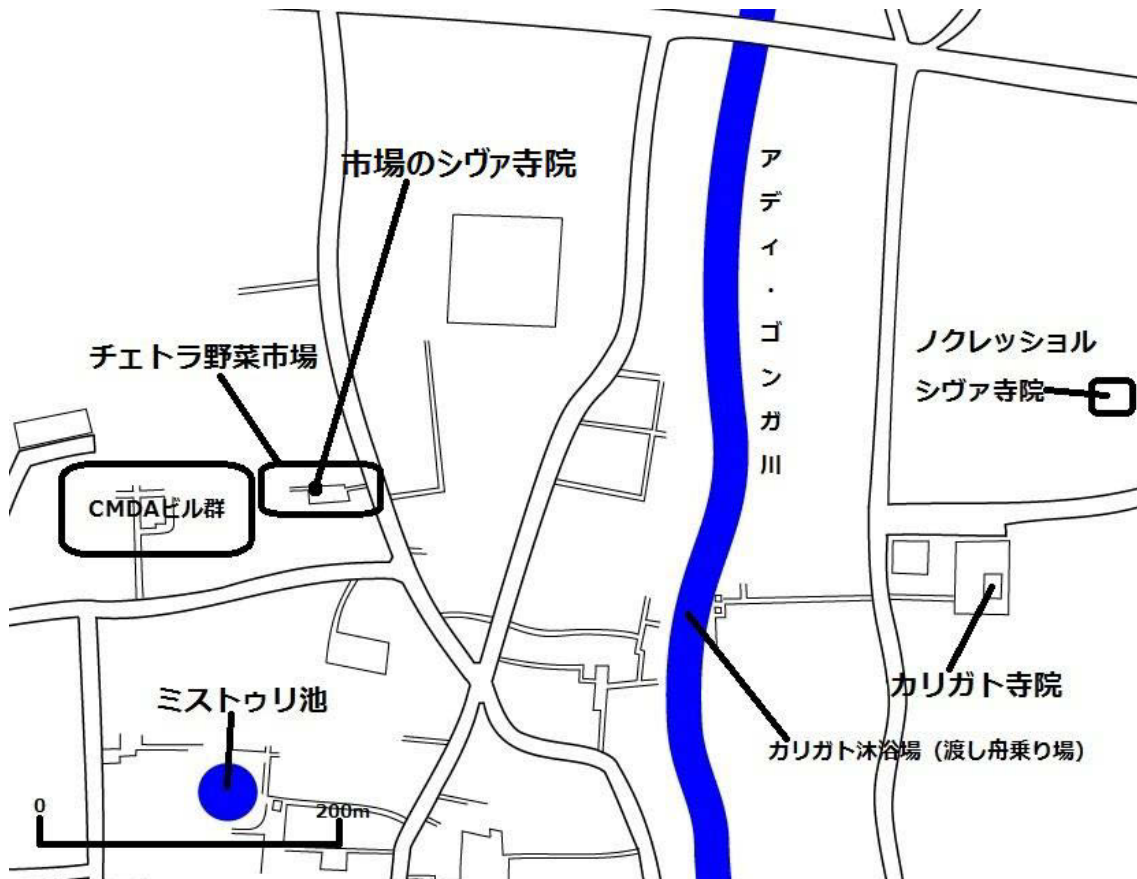 市場のシヴァ寺院
アディ・ゴンガ川
ノクレッショル
シヴァ寺院
チェトラ野菜市場
CMDAビル群
カリガト寺院
ミストゥリ池
カリガト沐浴場（渡し舟乗り場）
0
200m